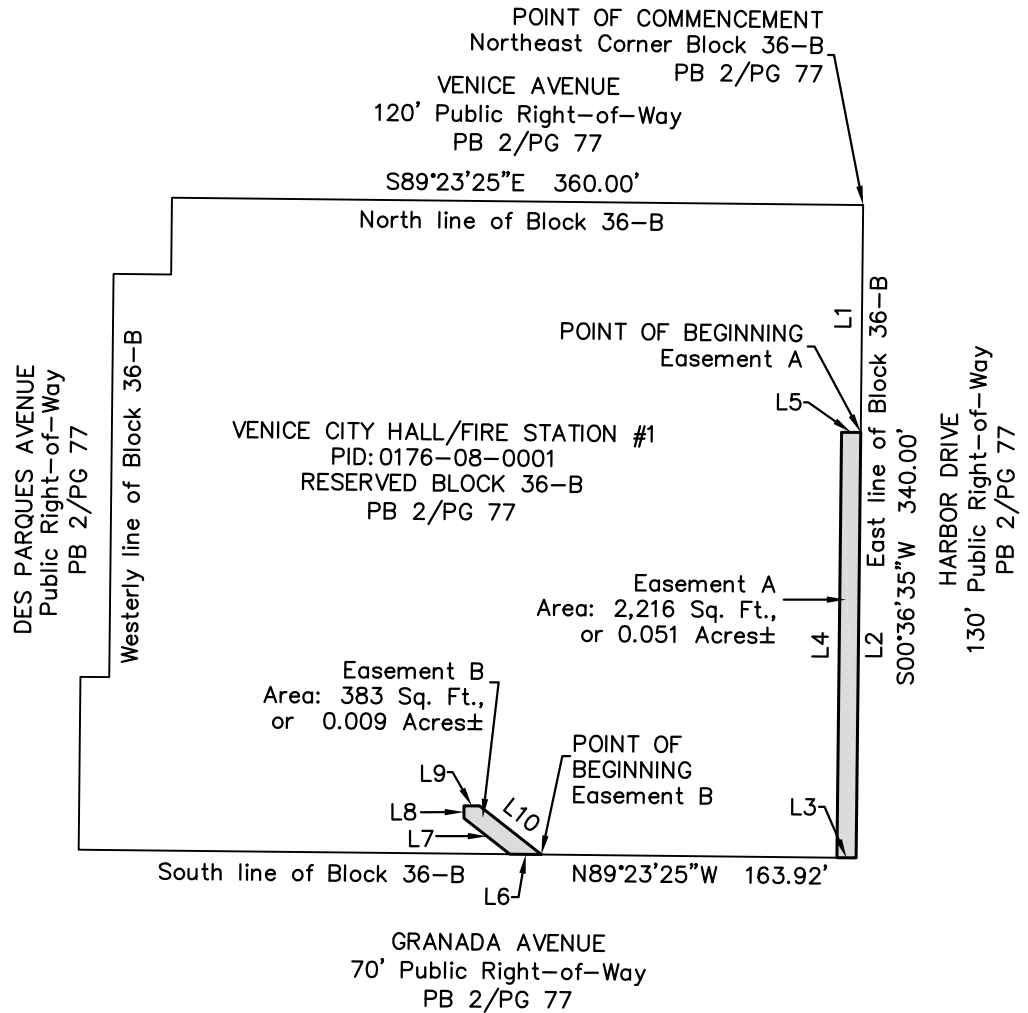 POINT OF COMMENCEMENT
Northeast Corner Block 36-B
PB 2/PG 77
VENICE AVENUE
120' Public Right-of-Way
PB 2/PG 77
S89°23'25"E 360.00'
North line of Block 36-B
L1
East line of Block 36-B
S00°36'35"W 340.00'
HARBOR DRIVE
130' Public Right-of-Way
PB 2/PG 77
POINT OF BEGINNING
Easement A
L5
DES PARQUES AVENUE
Public Right-of-Way
PB 2/PG 77
Westerly line of Block 36-B
VENICE CITY HALL/FIRE STATION #1
PID: 0176-08-0001
RESERVED BLOCK 36-B
PB 2/PG 77
Easement A
Area: 2,216 Sq. Ft.,
or 0.051 Acres±
L4
L2
Easement B
Area: 383 Sq. Ft.,
or 0.009 Acres±
POINT OF
BEGINNING
Easement B
L9
L8
L7
L10
L3
South line of Block 36-B
N89°23'25"W 163.92'
L6
GRANADA AVENUE
70' Public Right-of-Way
PB 2/PG 77